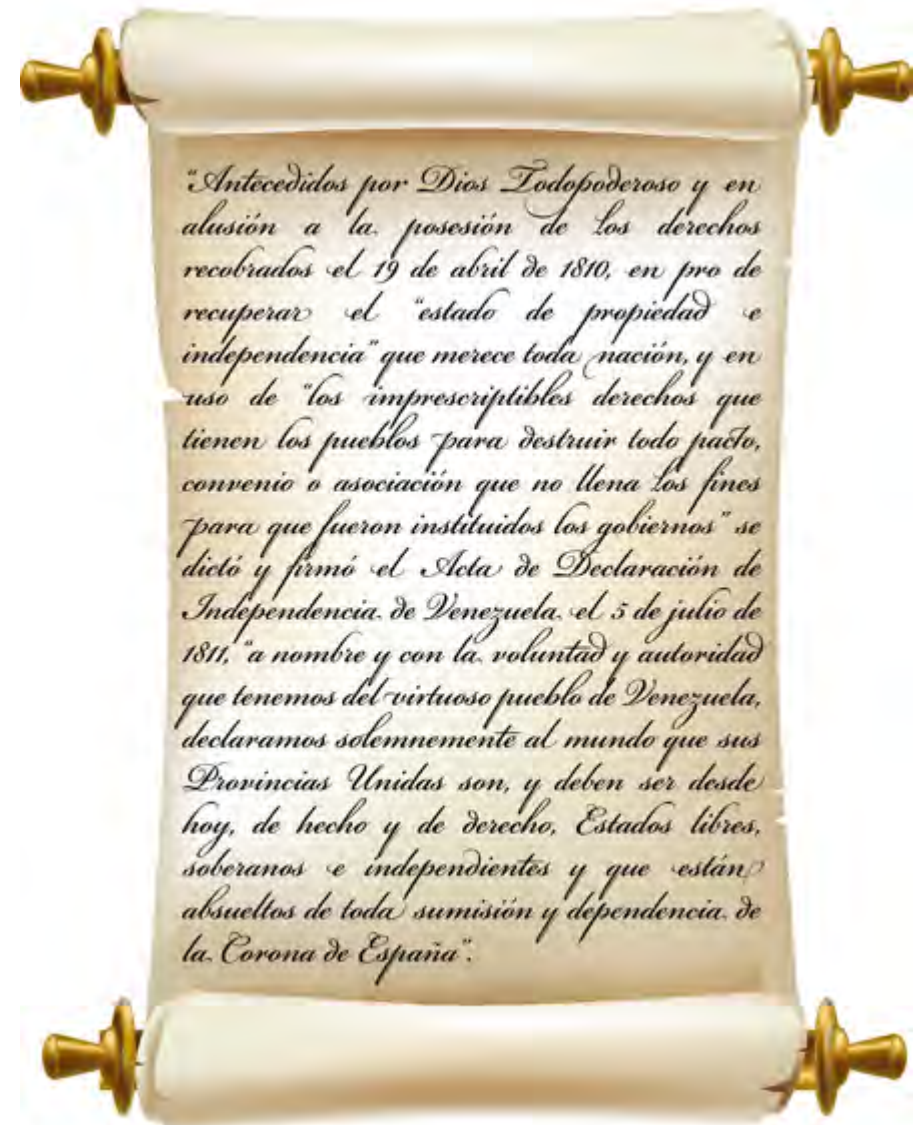 “Antecedidos por Dios Todopoderoso y en
alusión a la posesión de los derechos
recobrados el 19 de abril de 1810, en pro de
recuperar el “estado de propiedad e
independencia” que merece toda nación, y en
uso de “los imprescriptibles derechos que
tienen los pueblos para destruir todo pacto,
convenio o asociación que no llena los fines
para que fueron instituidos los gobiernos” se
dictó y firmó el Acta de Declaración de
Independencia de Venezuela el 5 de julio de
1811, “a nombre y con la voluntad y autoridad
que tenemos del virtuoso pueblo de Venezuela,
declaramos solemnemente al mundo que sus
Provincias Unidas son, y deben ser desde
hoy, de hecho y de derecho, Estados libres,
soberanos e independientes y que están
absueltos de toda sumisión y dependencia de
la Corona de España”.